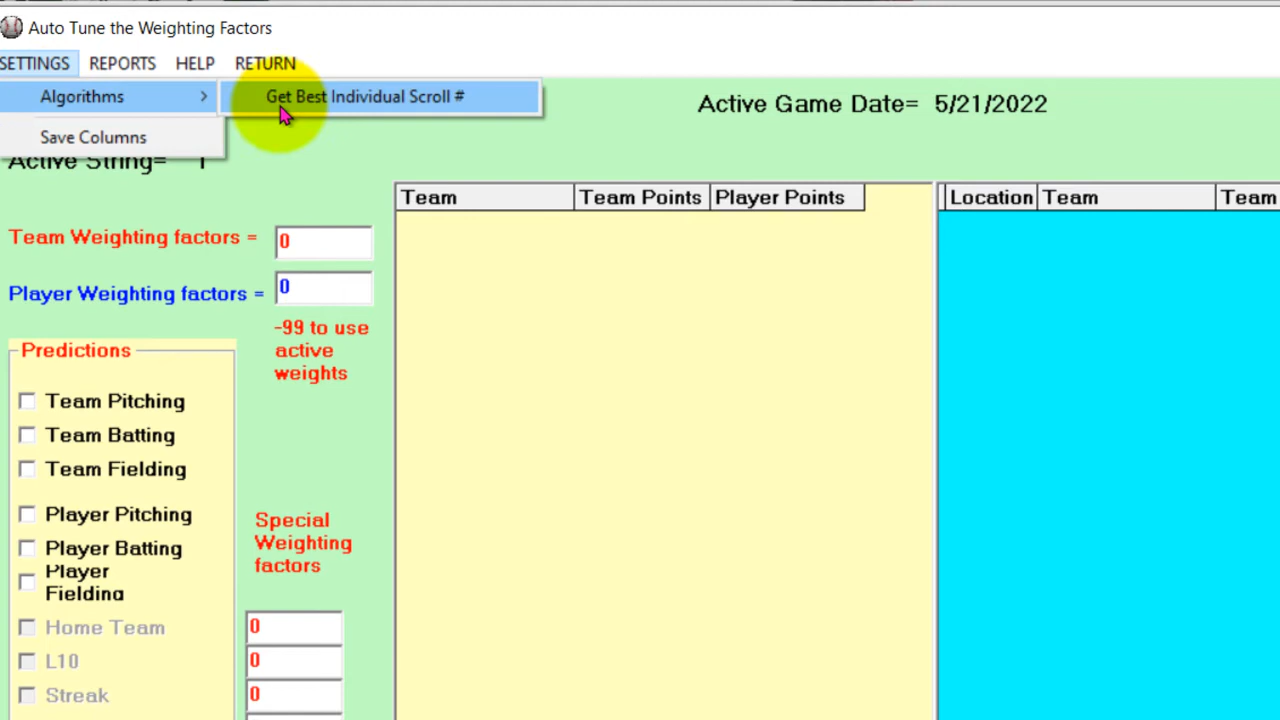 Auto Tune the Weighting Factors
SETTINGS REPORTS HELP RETURN
Algorithms > Get Best Individual Scroll #
Save Columns
Active Game Date= 5/21/2022
Active String= 1
Team Team Points Player Points
Location Team Team
Team Weighting factors = 0
Player Weighting factors = 0
-99 to use
active
weights
Predictions
Team Pitching
Team Batting
Team Fielding
Player Pitching
Player Batting
Player
Fielding
Special
Weighting
factors
Home Team 0
L10 0
Streak 0